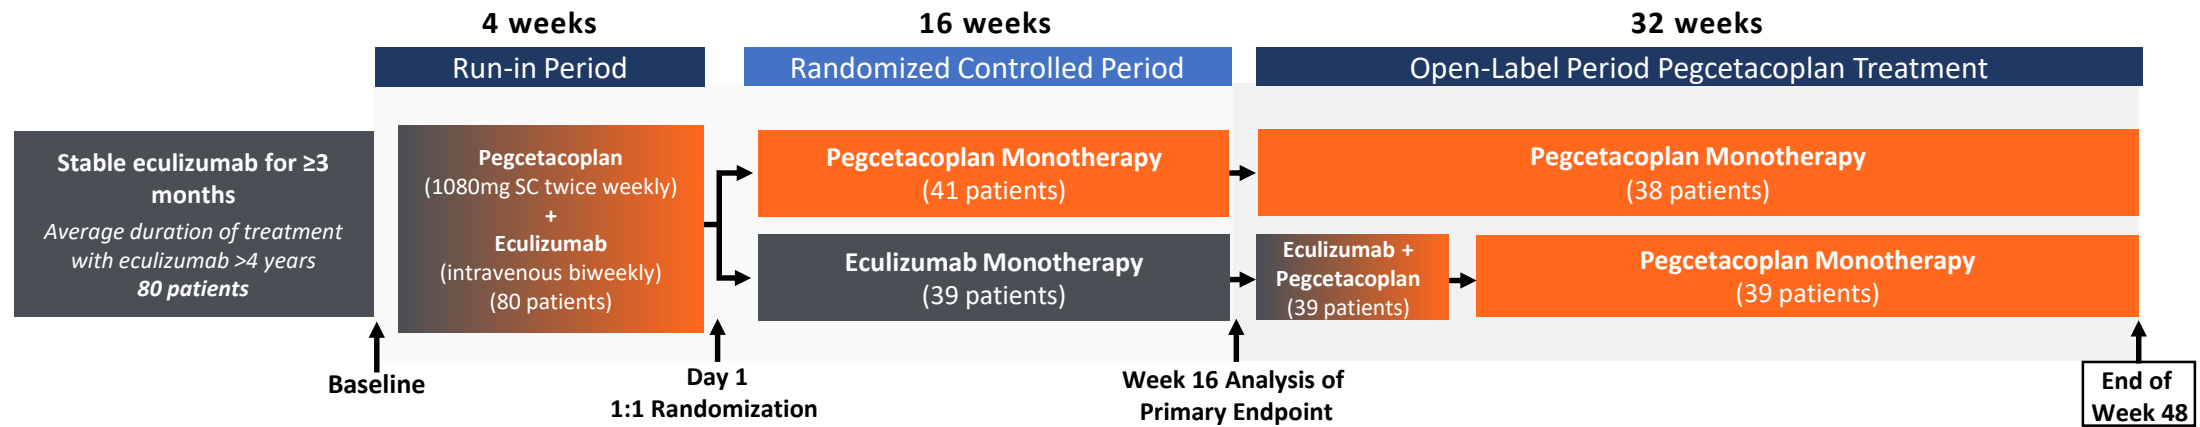 4 weeks
16 weeks
32 weeks
Run-in Period
Randomized Controlled Period
Open-Label Period Pegcetacoplan Treatment
Stable eculizumab for ≥3
months
Average duration of treatment
with eculizumab >4 years
80 patients
Pegcetacoplan
(1080mg SC twice weekly)
+
Eculizumab
(intravenous biweekly)
(80 patients)
Pegcetacoplan Monotherapy
(41 patients)
Eculizumab Monotherapy
(39 patients)
Pegcetacoplan Monotherapy
(38 patients)
Eculizumab +
Pegcetacoplan
(39 patients)
Pegcetacoplan Monotherapy
(39 patients)
Baseline
Day 1
1:1 Randomization
Week 16 Analysis of
Primary Endpoint
End of
Week 48